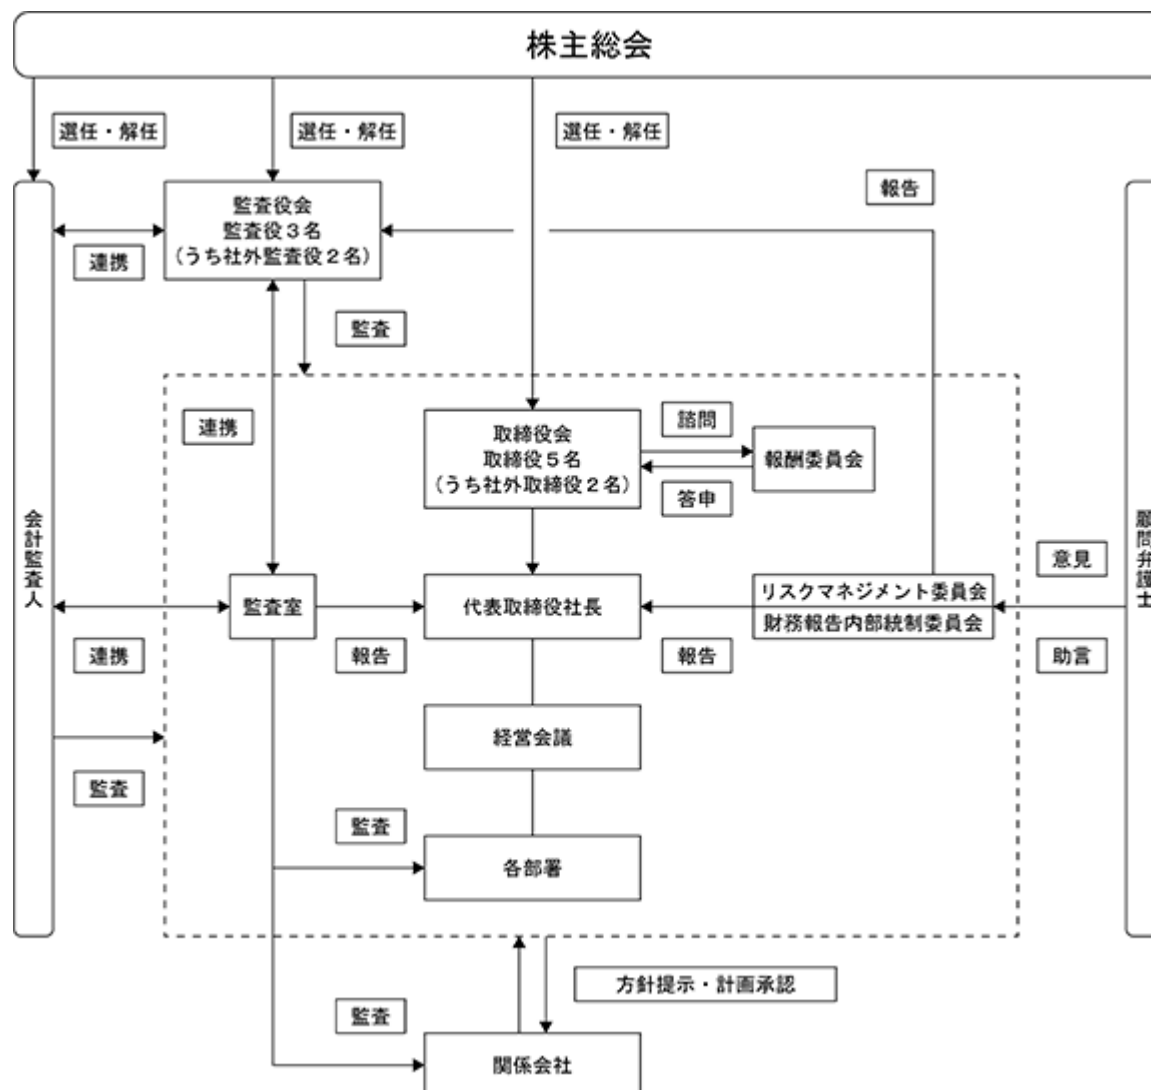 株主総会
選任・解任
選任・解任
選任・解任
報告
監査役会
監査役３名
（うち社外監査役２名）
連携
監査
連携
取締役会
取締役５名
（うち社外取締役２名）
諮問
答申
報酬委員会
会計監査人
顧問弁護士
監査室
代表取締役社長
リスクマネジメント委員会
財務報告内部統制委員会
意見
助言
連携
報告
報告
経営会議
監査
監査
各部署
方針提示・計画承認
監査
関係会社